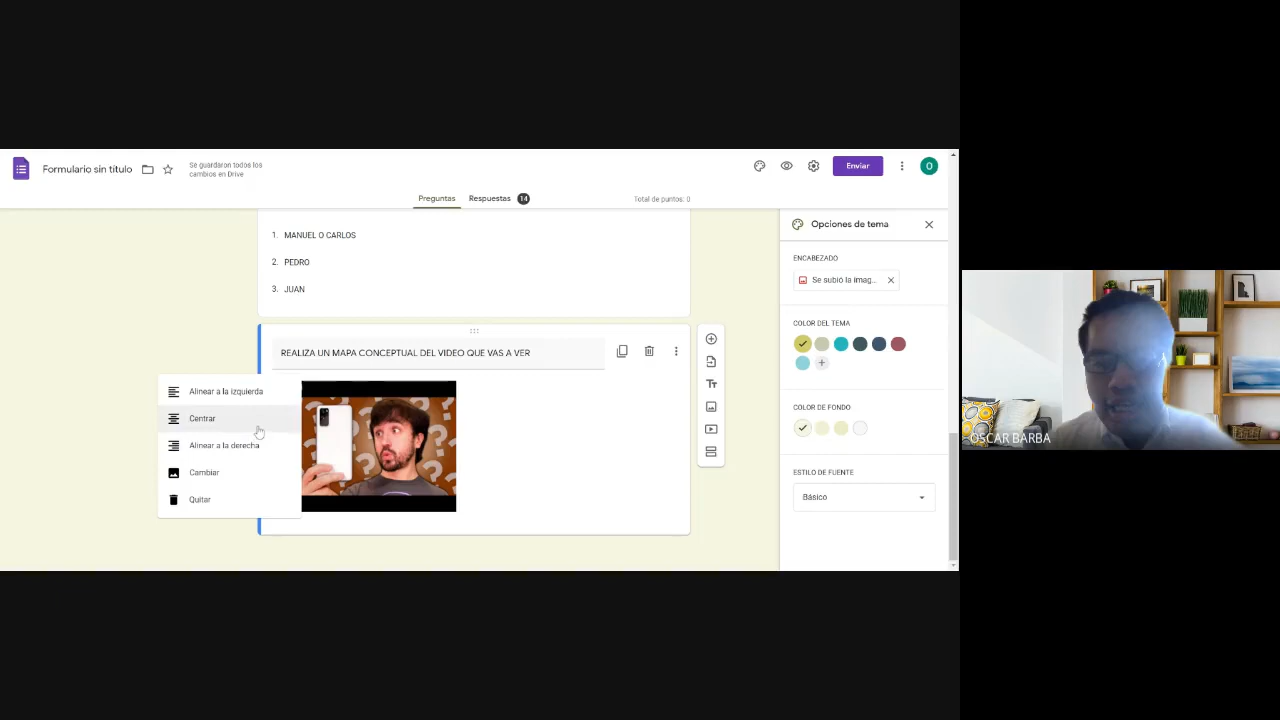 Formulario sin título
Se guardaron todos los
cambios en Drive
Enviar
O
Preguntas
Respuestas 14
Total de puntos: 0
1. MANUEL O CARLOS
2. PEDRO
3. JUAN
REALIZA UN MAPA CONCEPTUAL DEL VIDEO QUE VAS A VER
Alinear a la izquierda
Centrar
Alinear a la derecha
Cambiar
Quitar
Tт
Opciones de tema
ENCABEZADO
Se subió la imag...
COLOR DEL TEMA
COLOR DE FONDO
ESTILO DE FUENTE
Básico
OSCAR BARBA